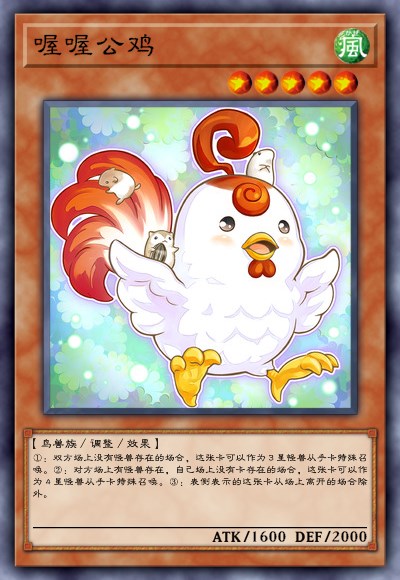 喔喔公鸡
風
【鸟兽族／调整／效果】
①：双方场上没有怪兽存在的场合，这张卡可以作为３星怪兽从手卡特殊召
唤。②：对方场上有怪兽存在，自己场上没有卡存在的场合，这张卡可以作
为４星怪兽从手卡特殊召唤。③：表侧表示的这张卡从场上离开的场合除
外。
ATK/1600 DEF/2000